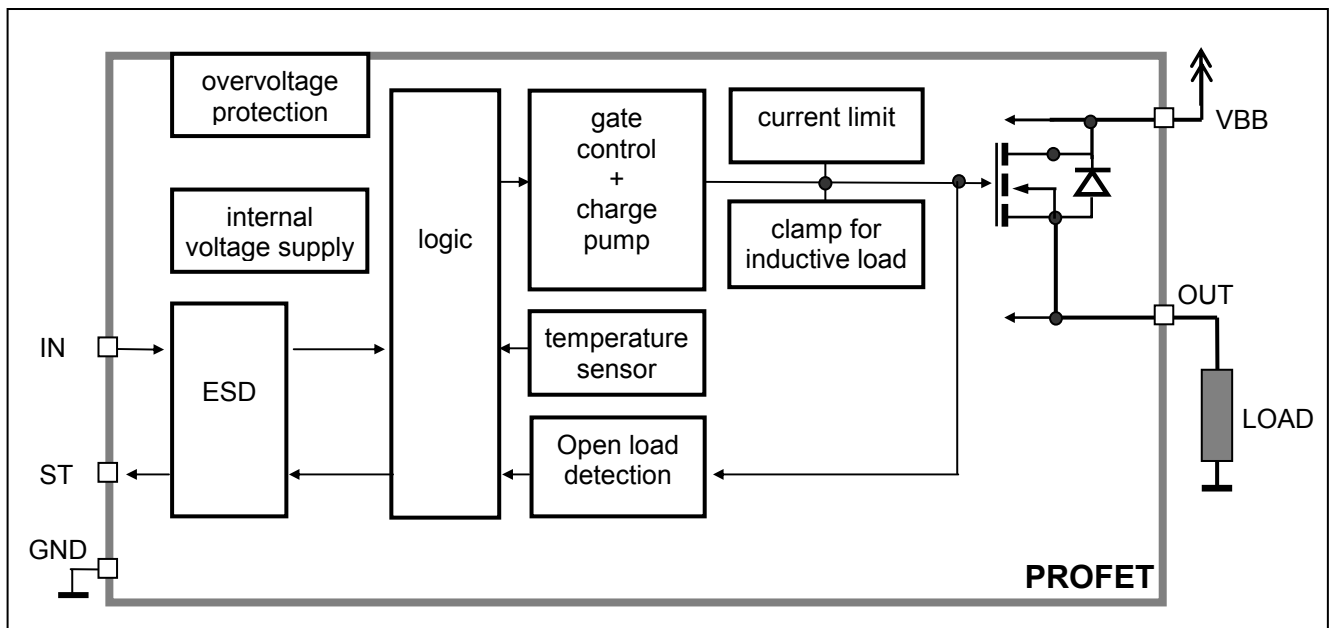 overvoltage
protection
internal
voltage supply
logic
gate
control
+
charge
pump
current limit
clamp for
inductive load
VBB
OUT
LOAD
IN
ESD
temperature
sensor
ST
Open load
detection
GND
PROFET